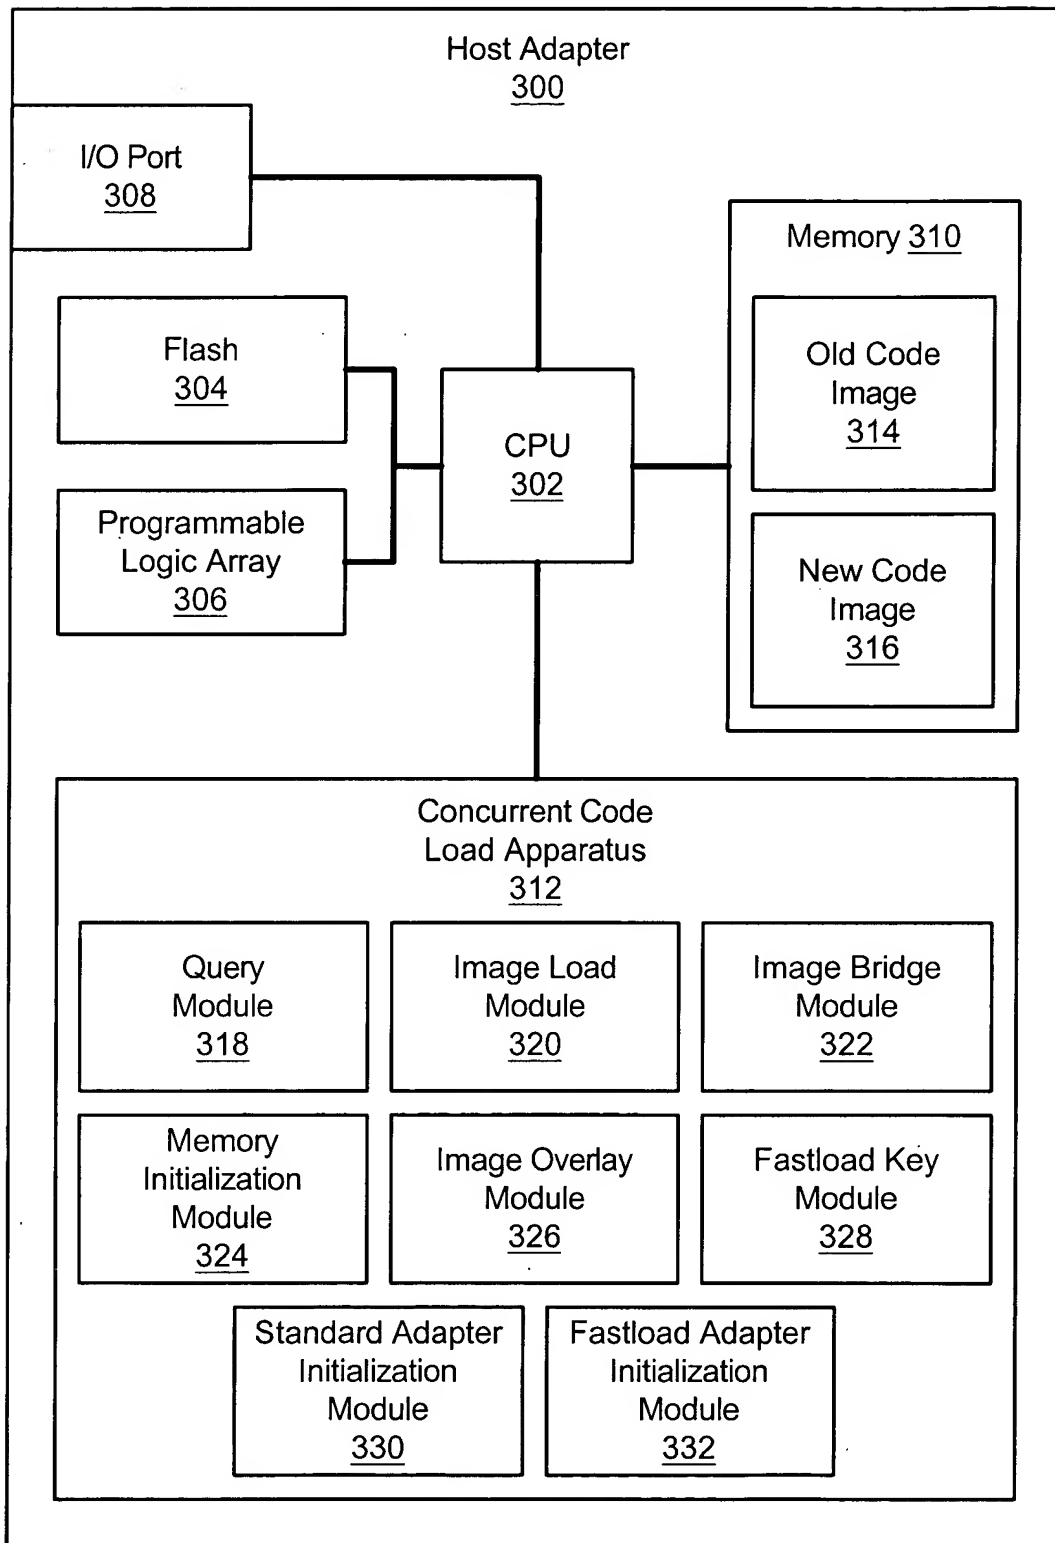 Host Adapter
300
I/O Port
308
Memory 310
Flash
304
Old Code
Image
314
CPU
302
Programmable
Logic Array
306
New Code
Image
316
Concurrent Code
Load Apparatus
312
Query
Module
318
Image Load
Module
320
Image Bridge
Module
322
Memory
Initialization
Module
324
Image Overlay
Module
326
Fastload Key
Module
328
Standard Adapter
Initialization
Module
330
Fastload Adapter
Initialization
Module
332